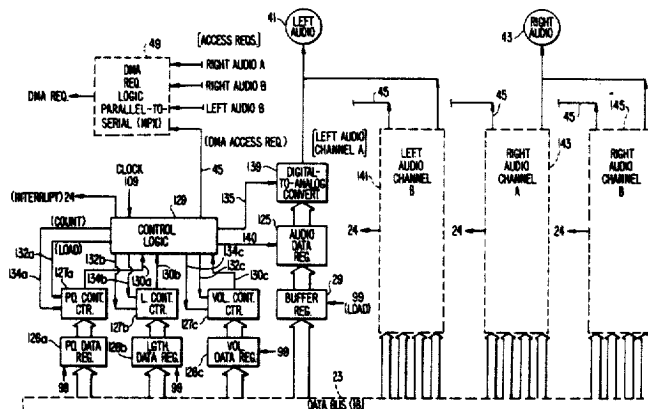 41
LEFT
AUDIO
43
RIGHT
AUDIO
49
[ACCESS REQS.]
DMA
REQ.
LOGIC
PARALLEL-TO-
SERIAL (MPX)
RIGHT AUDIO A
RIGHT AUDIO B
LEFT AUDIO B
DMA REQ.
(DMA ACCESS REQ.)
45
45
45
45
145
143
[LEFT AUDIO
CHANNEL A]
CLOCK
109
45
135
139
DIGITAL-
TO-ANALOG
CONVERT
141
LEFT
AUDIO
CHANNEL
B
RIGHT
AUDIO
CHANNEL
A
RIGHT
AUDIO
CHANNEL
B
(INTERRUPT) 24
129
CONTROL
LOGIC
(COUNT)
140
125
AUDIO DATA
REG.
24
24
24
132a
(LOAD)
132b
134c
132c
134a
127a
134b
130a
130b
130c
PD. CONT.
CTR.
L. CONT.
CTR.
VOL. CONT.
CTR.
29
BUFFER REG.
99
(LOAD)
127b
127c
126a
PD. DATA
REG.
126b
LGTH.
DATA REG.
VOL. DATA
REG.
99
126c
98
99
23
DATA BUS (16)